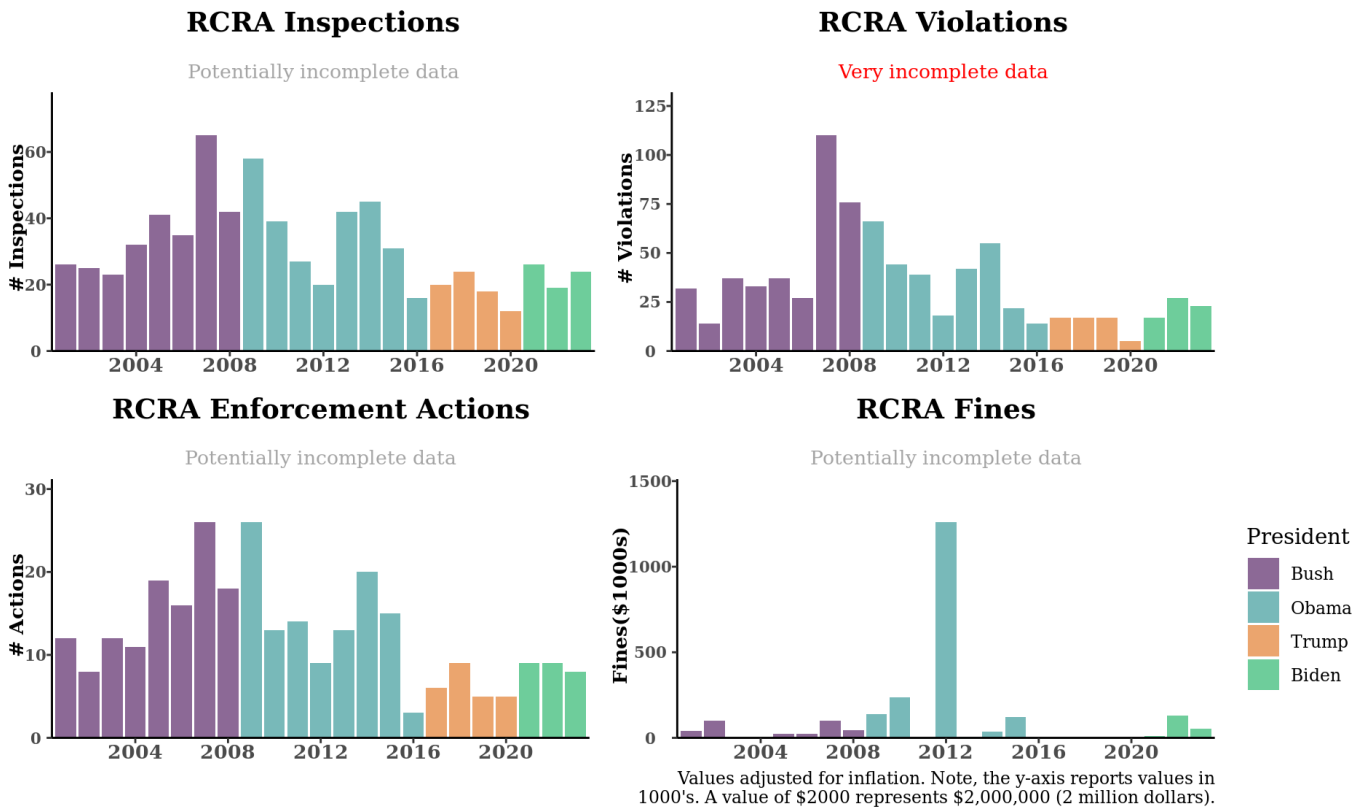 RCRA Inspections
Potentially incomplete data
# Inspections
60
40
20
0
2004 2008 2012 2016 2020
RCRA Violations
Very incomplete data
# Violations
125
100
75
50
25
0
2004 2008 2012 2016 2020
RCRA Enforcement Actions
Potentially incomplete data
# Actions
30
20
10
0
2004 2008 2012 2016 2020
RCRA Fines
Potentially incomplete data
Fines($1000s)
1500
1000
500
0
2004 2008 2012 2016 2020
President
Bush
Obama
Trump
Biden
Values adjusted for inflation. Note, the y-axis reports values in
1000's. A value of $2000 represents $2,000,000 (2 million dollars).